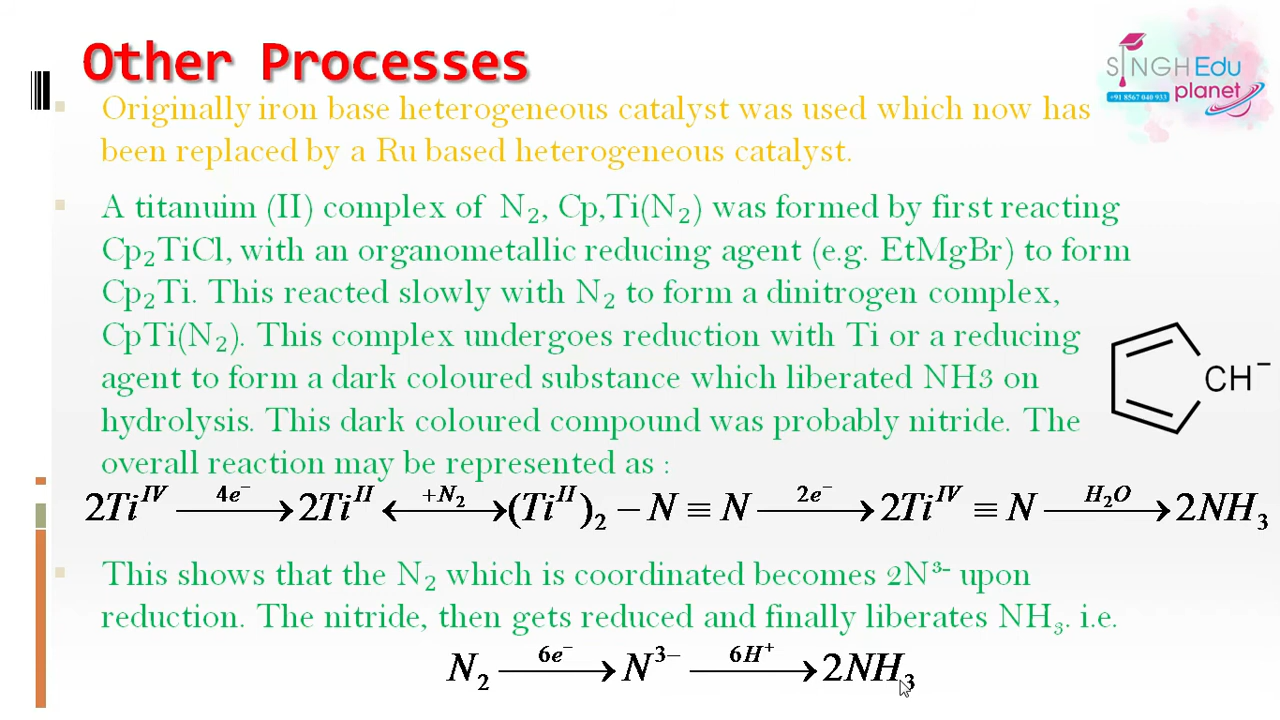 Other Processes
SINGH Edu
planet
+91 8567 040 933
Originally iron base heterogeneous catalyst was used which now has
been replaced by a Ru based heterogeneous catalyst.
A titanuim (II) complex of N₂, Cp,Ti(N₂) was formed by first reacting
Cp₂TiCl, with an organometallic reducing agent (e.g. EtMgBr) to form
Cp₂Ti. This reacted slowly with N₂ to form a dinitrogen complex,
CpTi(N₂). This complex undergoes reduction with Ti or a reducing
agent to form a dark coloured substance which liberated NH3 on
hydrolysis. This dark coloured compound was probably nitride. The
overall reaction may be represented as :
CH⁻
2Ti^IV —4e⁻→ 2Ti^II ←+N₂→ (Ti^II)₂ − N ≡ N —2e⁻→ 2Ti^IV ≡ N —H₂O→ 2NH₃
This shows that the N₂ which is coordinated becomes 2N³⁻ upon
reduction. The nitride, then gets reduced and finally liberates NH₃. i.e.
N₂ —6e⁻→ N³⁻ —6H⁺→ 2NH₃